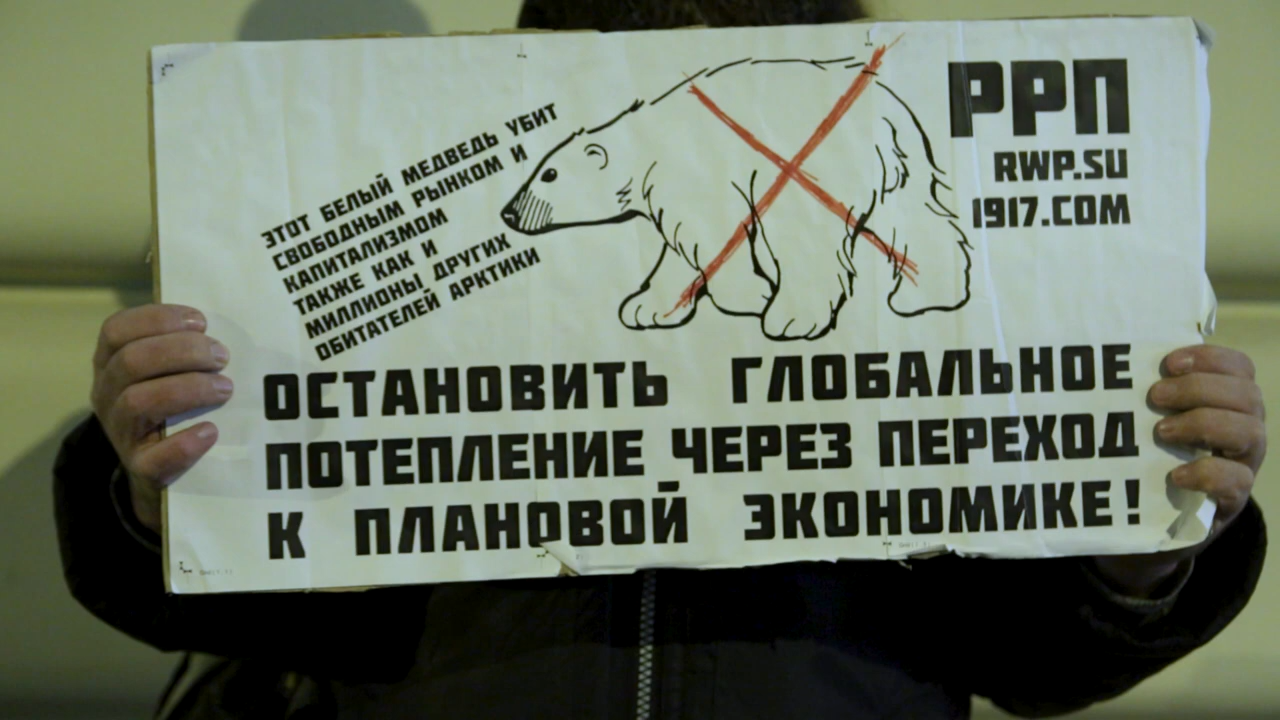 ЭТОТ БЕЛЫЙ МЕДВЕДЬ УБИТ
СВОБОДНЫМ РЫНКОМ И
КАПИТАЛИЗМОМ
ТАКЖЕ КАК И
МИЛЛИОНЫ ДРУГИХ
ОБИТАТЕЛЕЙ АРКТИКИ
РРП
RWP.SU
1917.COM
ОСТАНОВИТЬ ГЛОБАЛЬНОЕ
ПОТЕПЛЕНИЕ ЧЕРЕЗ ПЕРЕХОД
К ПЛАНОВОЙ ЭКОНОМИКЕ!